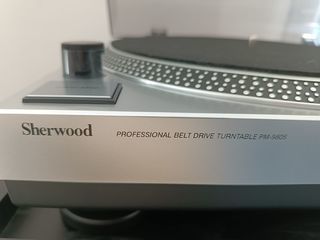 Sherwood PROFESSIONAL BELT DRIVE TURNTABLE PM-9805